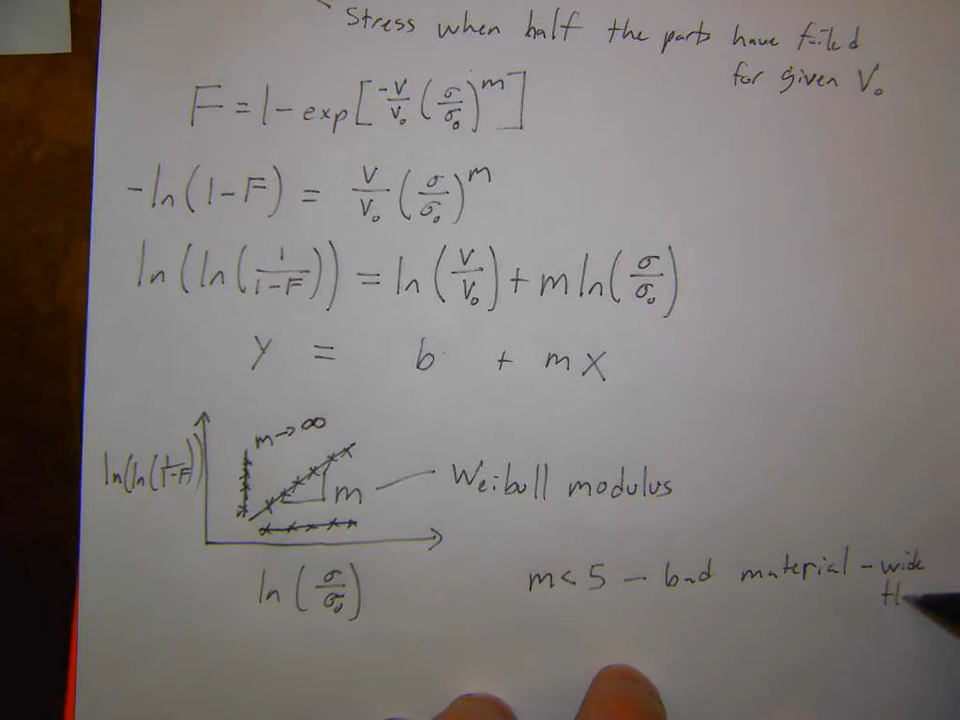 Stress when half the parts have failed
for given V₀
F = 1 - exp[-V/V₀ (σ/σ₀)^m]
-ln(1-F) = V/V₀ (σ/σ₀)^m
ln(ln(1/(1-F))) = ln(V/V₀) + m ln(σ/σ₀)
y = b + mx
m→∞
ln(ln(1/(1-F)))
m
Weibull modulus
ln(σ/σ₀)
m<5 - bad material - wide